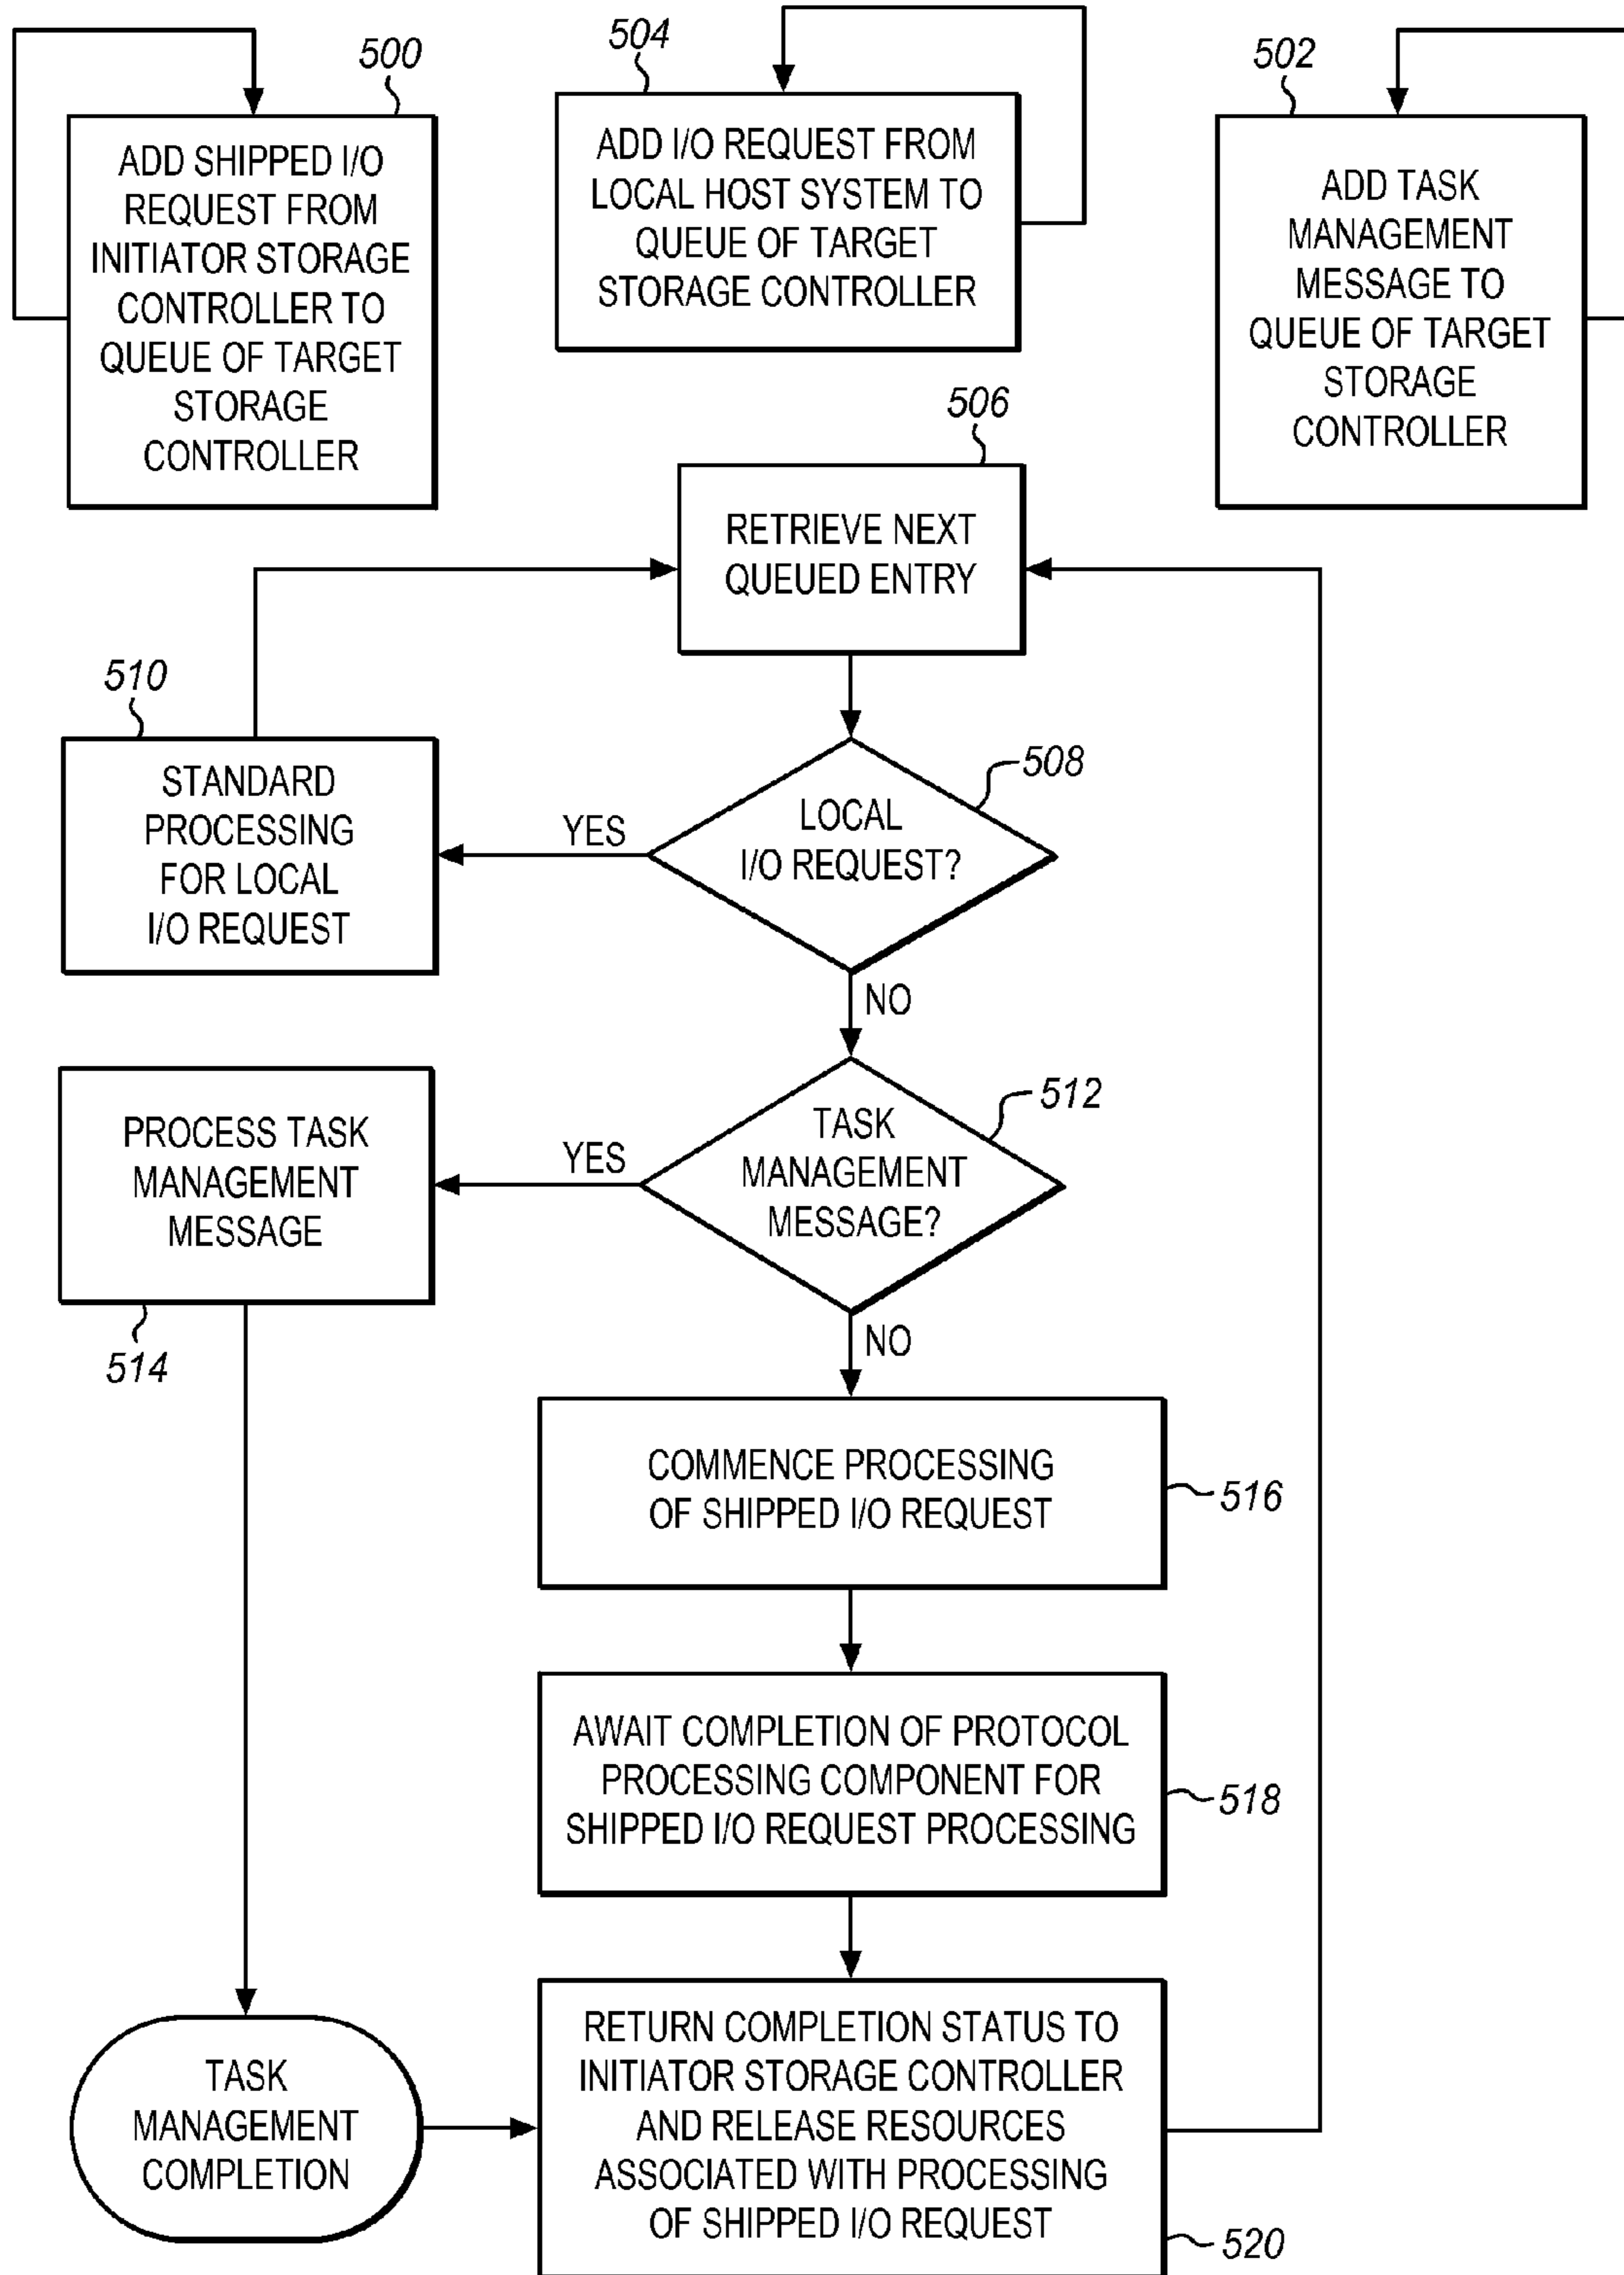 500
ADD SHIPPED I/O
REQUEST FROM
INITIATOR STORAGE
CONTROLLER TO
QUEUE OF TARGET
STORAGE
CONTROLLER
504
ADD I/O REQUEST FROM
LOCAL HOST SYSTEM TO
QUEUE OF TARGET
STORAGE CONTROLLER
502
ADD TASK
MANAGEMENT
MESSAGE TO
QUEUE OF TARGET
STORAGE
CONTROLLER
506
RETRIEVE NEXT
QUEUED ENTRY
508
LOCAL
I/O REQUEST?
YES
510
STANDARD
PROCESSING
FOR LOCAL
I/O REQUEST
NO
512
TASK
MANAGEMENT
MESSAGE?
YES
PROCESS TASK
MANAGEMENT
MESSAGE
514
NO
COMMENCE PROCESSING
OF SHIPPED I/O REQUEST
516
AWAIT COMPLETION OF PROTOCOL
PROCESSING COMPONENT FOR
SHIPPED I/O REQUEST PROCESSING
518
TASK
MANAGEMENT
COMPLETION
RETURN COMPLETION STATUS TO
INITIATOR STORAGE CONTROLLER
AND RELEASE RESOURCES
ASSOCIATED WITH PROCESSING
OF SHIPPED I/O REQUEST
520